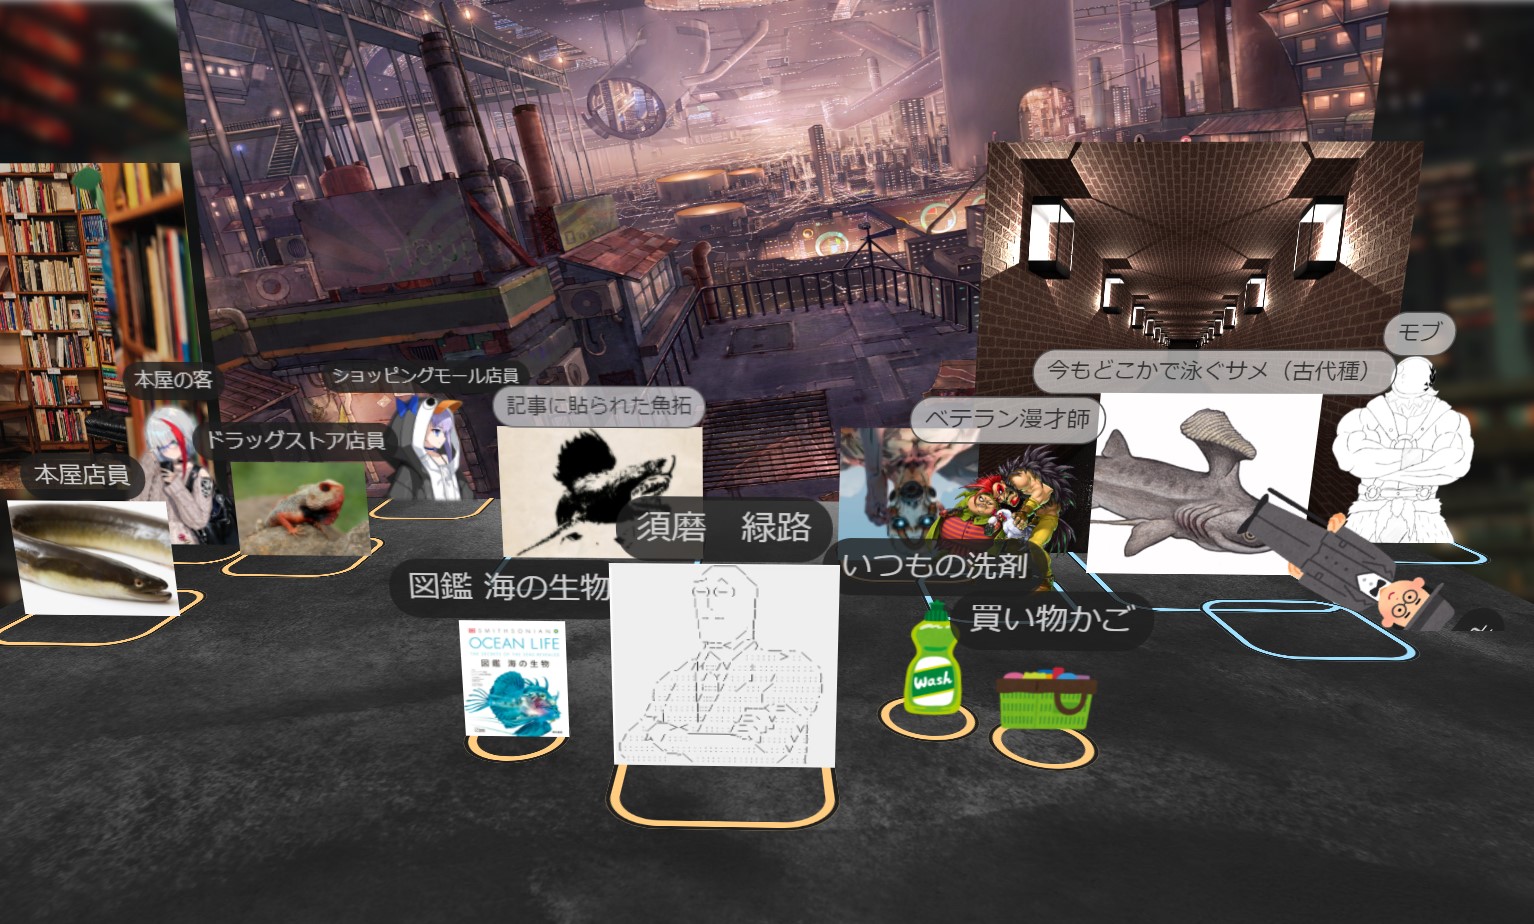 モブ
今もどこかで泳ぐサメ（古代種）
本屋の客
ショッピングモール店員
記事に貼られた魚拓
ベテラン漫才師
ドラッグストア店員
本屋店員
須磨　緑路
いつもの洗剤
図鑑 海の生物
買い物かご
SMITHSONIAN
OCEAN LIFE
図鑑 海の生物
Wash